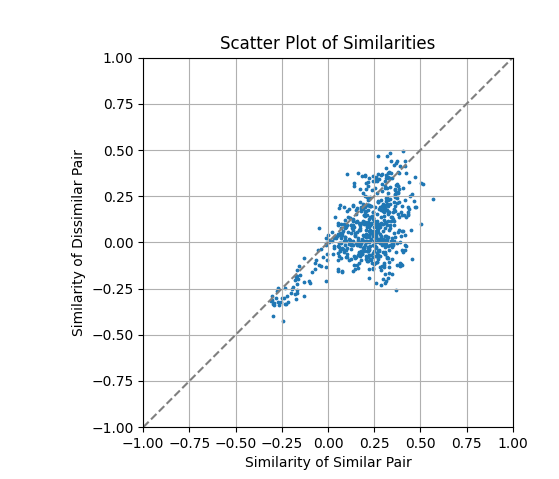 Scatter Plot of Similarities
1.00
0.75
0.50
0.25
0.00
−0.25
−0.50
−0.75
−1.00
Similarity of Dissimilar Pair
−1.00 −0.75 −0.50 −0.25 0.00 0.25 0.50 0.75 1.00
Similarity of Similar Pair